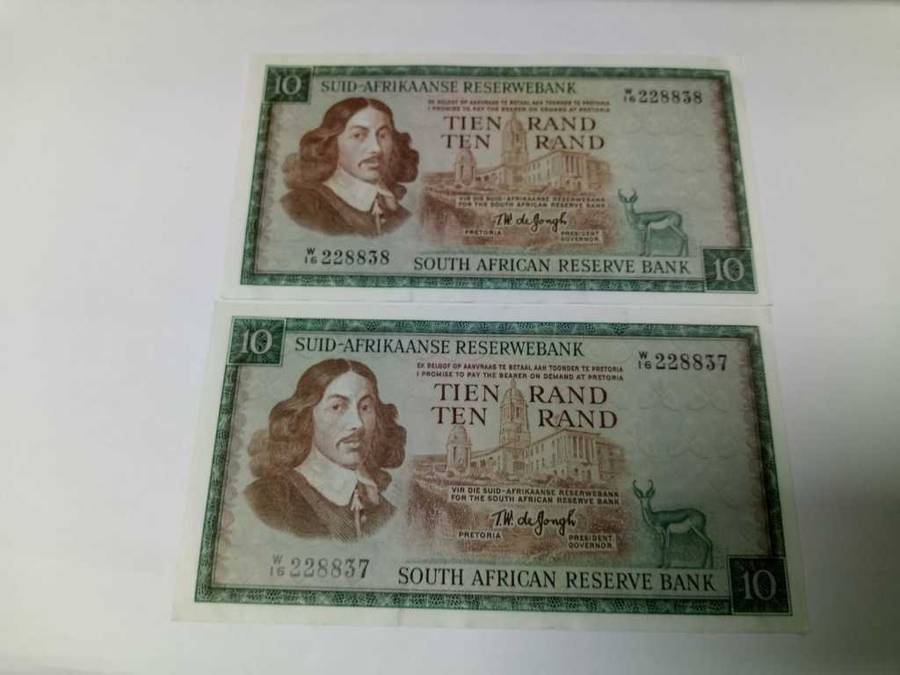 10 SUID-AFRIKAANSE RESERWEBANK W/16 228838
EK BELOOF OP AANVRAAG TE BETAAL AAN TOONDER TE PRETORIA
I PROMISE TO PAY THE BEARER ON DEMAND AT PRETORIA
TIEN RAND
TEN RAND
VIR DIE SUID-AFRIKAANSE RESERWEBANK
FOR THE SOUTH AFRICAN RESERVE BANK
T.W. de Jongh
PRETORIA PRESIDENT
GOVERNOR
W/16 228838 SOUTH AFRICAN RESERVE BANK 10
10 SUID-AFRIKAANSE RESERWEBANK W/16 228837
EK BELOOF OP AANVRAAG TE BETAAL AAN TOONDER TE PRETORIA
I PROMISE TO PAY THE BEARER ON DEMAND AT PRETORIA
TIEN RAND
TEN RAND
VIR DIE SUID-AFRIKAANSE RESERWEBANK
FOR THE SOUTH AFRICAN RESERVE BANK
T.W. de Jongh
PRETORIA PRESIDENT
GOVERNOR
W/16 228837 SOUTH AFRICAN RESERVE BANK 10